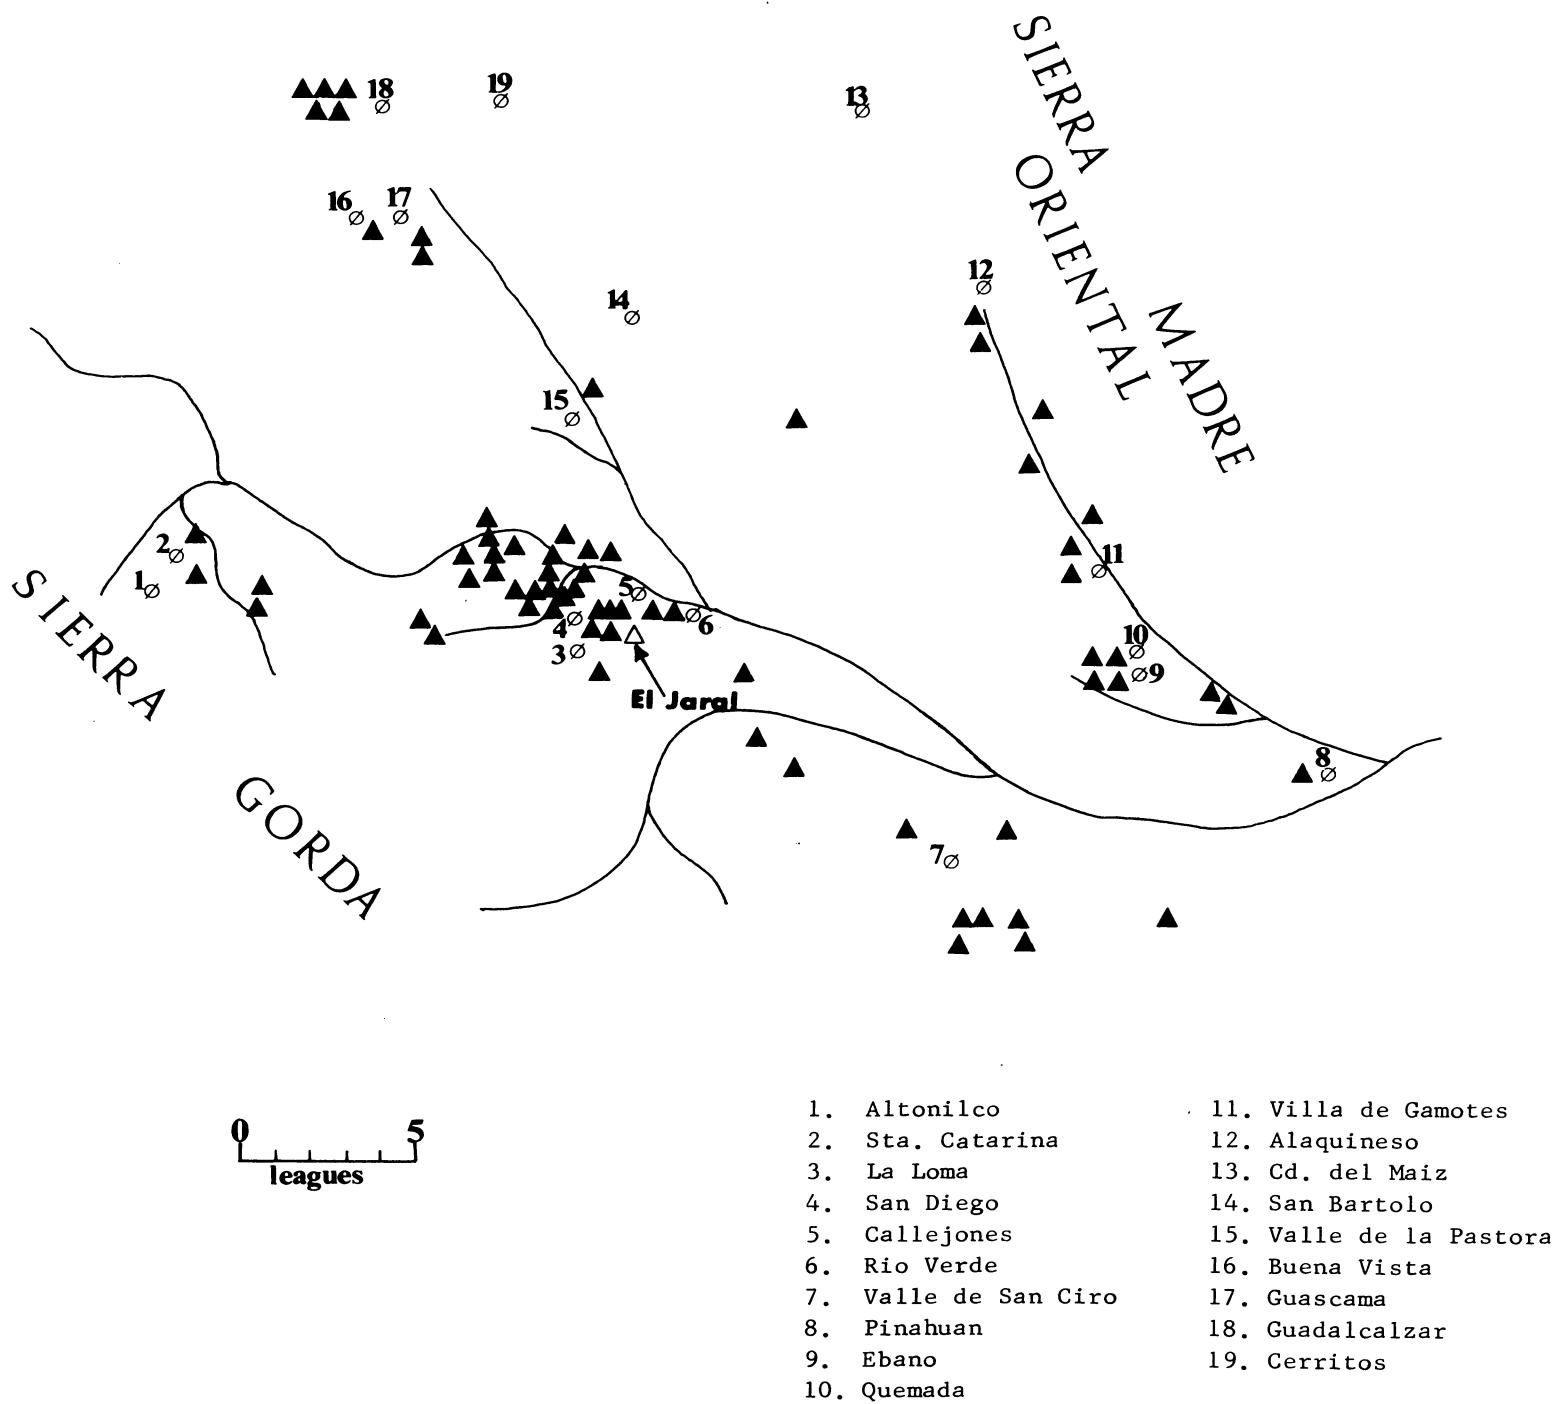 SIERRA
ORIENTAL
MADRE
18
19
13
16
17
12
14
15
2
1
11
5
4
6
3
10
9
El Jaral
8
7
SIERRA
GORDA
0 5
leagues
1. Altonilco
2. Sta. Catarina
3. La Loma
4. San Diego
5. Callejones
6. Rio Verde
7. Valle de San Ciro
8. Pinahuan
9. Ebano
10. Quemada
11. Villa de Gamotes
12. Alaquineso
13. Cd. del Maiz
14. San Bartolo
15. Valle de la Pastora
16. Buena Vista
17. Guascama
18. Guadalcalzar
19. Cerritos